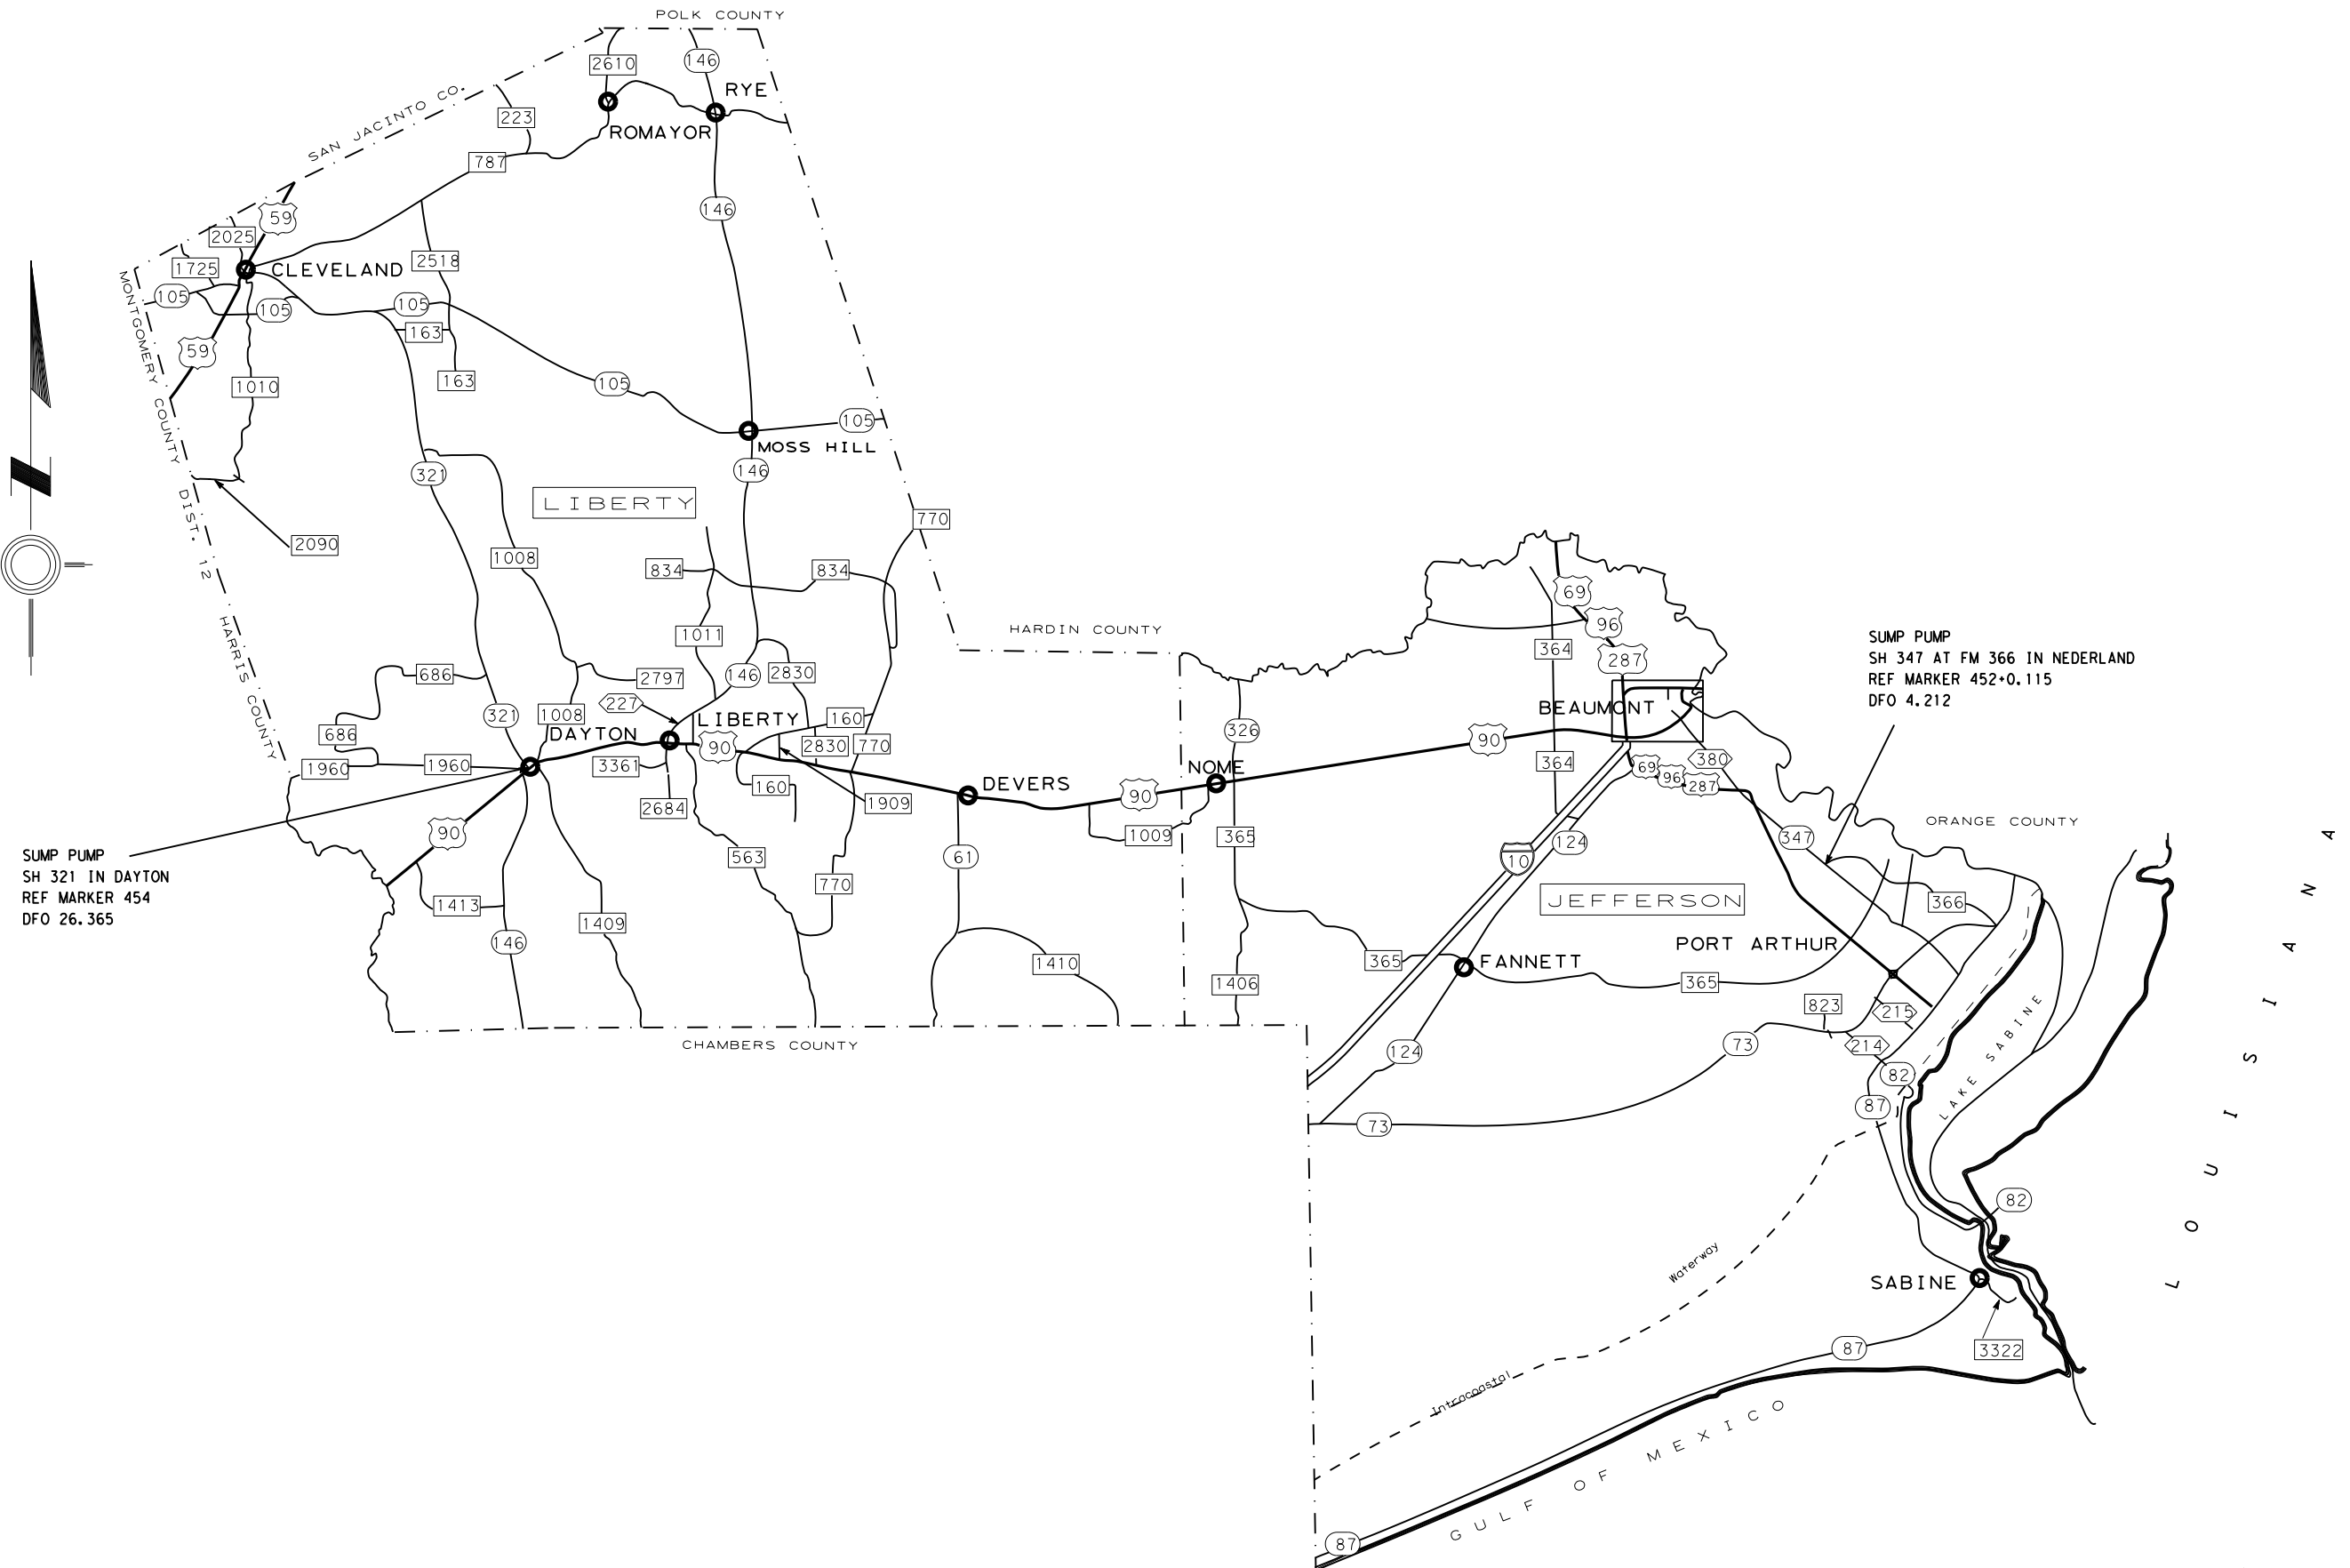 POLK COUNTY
2610
146
RYE
ROMAYOR
SAN JACINTO CO.
223
787
59
146
2025
1725
CLEVELAND
2518
105
105
105
163
163
59
1010
MONTGOMERY COUNTY
105
105
MOSS HILL
146
321
LIBERTY
770
2090
DIST. 12
1008
834
834
HARRIS COUNTY
1011
HARDIN COUNTY
686
2797
146
2830
227
321
1008
DAYTON
LIBERTY
160
686
90
2830
770
1960
1960
3361
160
1909
2684
DEVERS
90
NOME
326
90
SUMP PUMP
SH 321 IN DAYTON
REF MARKER 454
DFO 26.365
90
563
61
1009
365
1413
770
1409
146
1410
1406
CHAMBERS COUNTY
69
96
287
364
BEAUMONT
364
69
96
287
380
SUMP PUMP
SH 347 AT FM 366 IN NEDERLAND
REF MARKER 452+0.115
DFO 4.212
ORANGE COUNTY
347
124
10
JEFFERSON
366
PORT ARTHUR
365
FANNETT
365
823
215
214
73
124
82
87
73
LAKE SABINE
LOUISIANA
82
Waterway
SABINE
3322
87
Intracoastal
GULF OF MEXICO
87